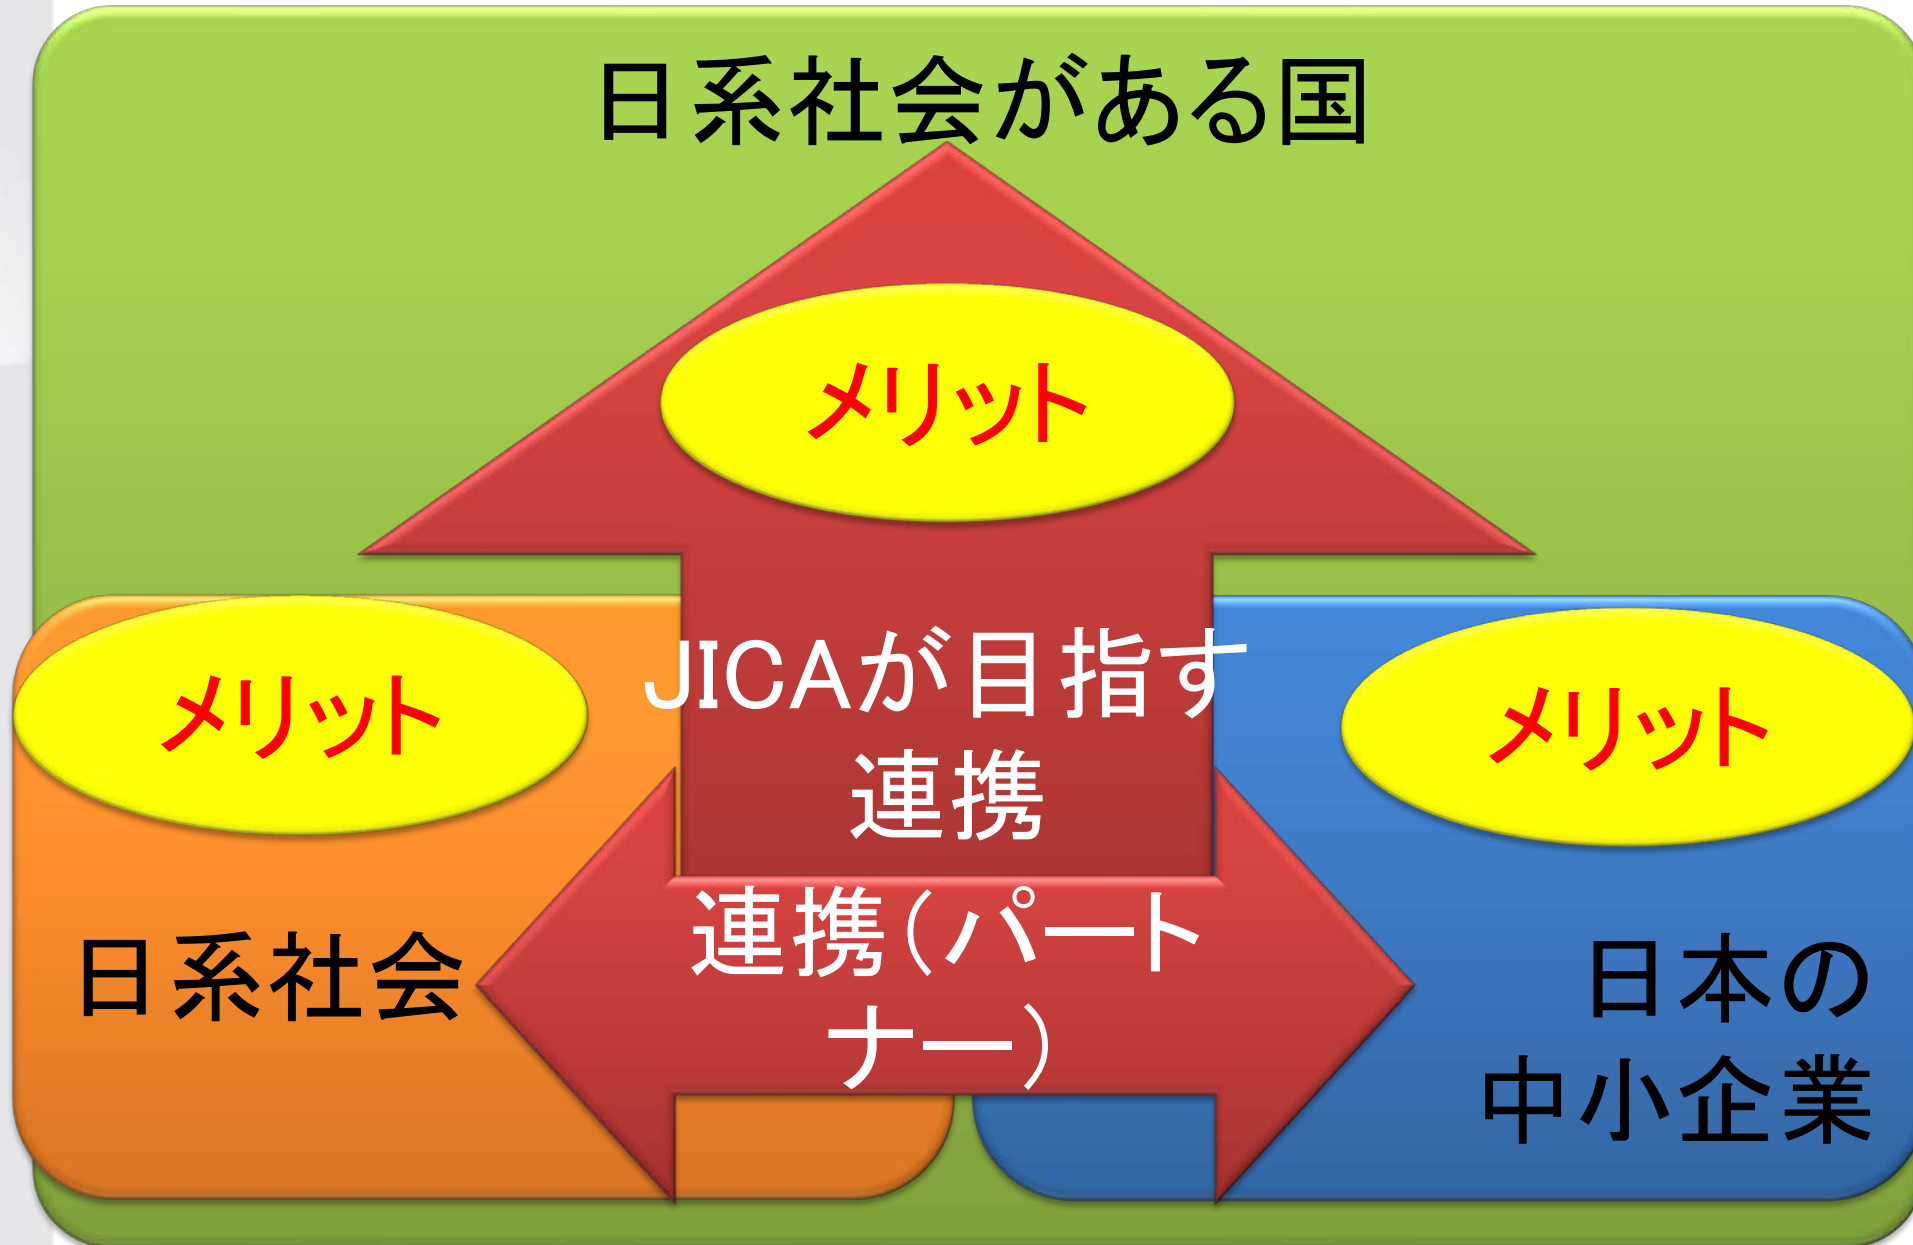 日系社会がある国
メリット
メリット
JICAが目指す
連携
メリット
日系社会
連携（パート
ナー）
日本の
中小企業